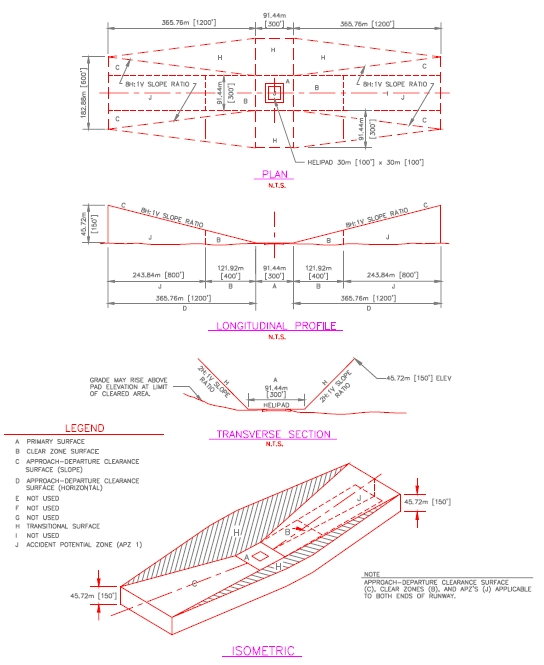 365.76m [1200']
91.44m
[300']
365.76m [1200']
H
H
H
C
C
8H:1V SLOPE RATIO
A
8H:1V SLOPE RATIO
182.88m [600']
J
91.44m
[300']
B
J
B
J
C
C
91.44m
[300']
H
H
H
HELIPAD 30m [100'] x 30m [100']
PLAN
N.T.S.
45.72m
[150']
C
8H:1V SLOPE RATIO
8H:1V SLOPE RATIO
C
J
B
B
J
243.84m [800']
121.92m
[400']
91.44m
[300']
121.92m
[400']
243.84m [800']
J
B
A
B
J
365.76m [1200']
365.76m [1200']
D
D
LONGITUDINAL PROFILE
N.T.S.
GRADE MAY RISE ABOVE
PAD ELEVATION AT LIMIT
OF CLEARED AREA.
H
2H:1V SLOPE
RATIO
A
91.44m
[300']
HELIPAD
H
2H:1V SLOPE
RATIO
45.72m [150'] ELEV
TRANSVERSE SECTION
N.T.S.
LEGEND
A PRIMARY SURFACE
B CLEAR ZONE SURFACE
C APPROACH-DEPARTURE CLEARANCE
SURFACE (SLOPE)
D APPROACH-DEPARTURE CLEARANCE
SURFACE (HORIZONTAL)
E NOT USED
F NOT USED
G NOT USED
H TRANSITIONAL SURFACE
I NOT USED
J ACCIDENT POTENTIAL ZONE (APZ 1)
J
45.72m [150']
H
B
A
H
C
45.72m [150']
NOTE
APPROACH-DEPARTURE CLEARANCE SURFACE
(C), CLEAR ZONES (B), AND APZ'S (J) APPLICABLE
TO BOTH ENDS OF RUNWAY.
ISOMETRIC